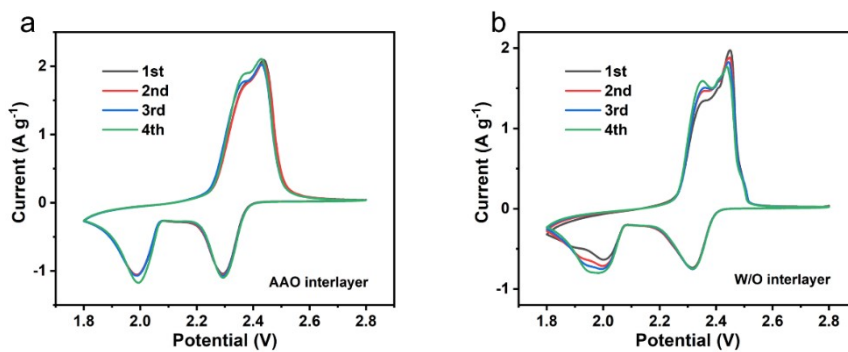 a
1st
2nd
3rd
4th
AAO interlayer
Current (A g⁻¹)
2
1
0
-1
1.8
2.0
2.2
2.4
2.6
2.8
Potential (V)
b
1st
2nd
3rd
4th
W/O interlayer
Current (A g⁻¹)
2
1
0
-1
1.8
2.0
2.2
2.4
2.6
2.8
Potential (V)